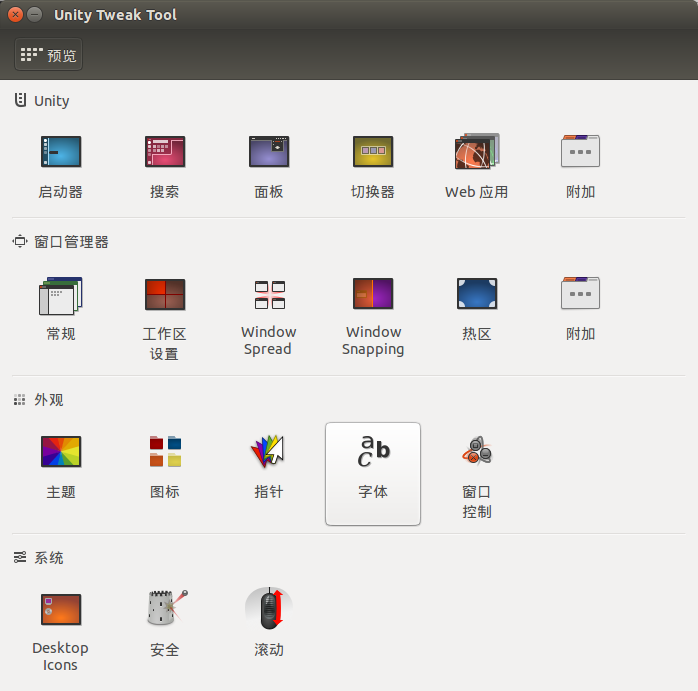 Unity Tweak Tool
预览
Unity
启动器
搜索
面板
切换器
Web 应用
附加
窗口管理器
常规
工作区
设置
Window
Spread
Window
Snapping
热区
附加
外观
主题
图标
指针
a
b
c
字体
窗口
控制
系统
Desktop
Icons
安全
滚动